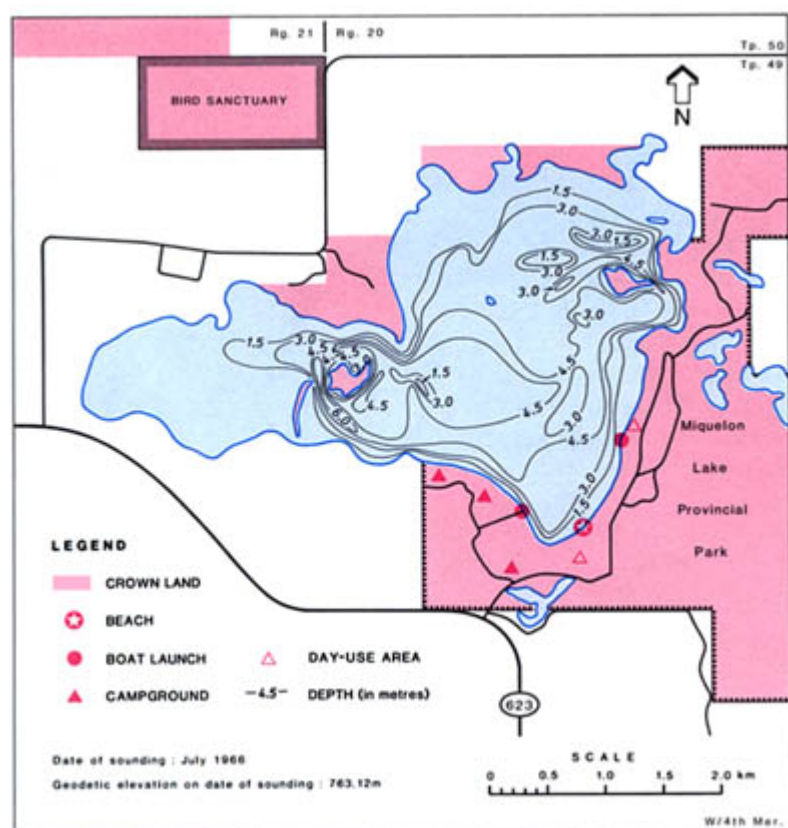 Rg. 21 Rg. 20
Tp. 50
Tp. 49
BIRD SANCTUARY
N
1.5
3.0
3.0
1.5
1.5
4.5
3.0
3.0
3.0
1.5
3.0
4.5
4.5
4.5
4.5
1.5
3.0
4.5
6.0
4.5
3.0
4.5
3.0
1.5
Miquelon
Lake
Provincial
Park
LEGEND
CROWN LAND
BEACH
BOAT LAUNCH
DAY-USE AREA
CAMPGROUND
-4.5- DEPTH (in metres)
623
Date of sounding : July 1966
Geodetic elevation on date of sounding : 763.12m
SCALE
0 0.5 1.0 2.0 km
W/4th Mer.